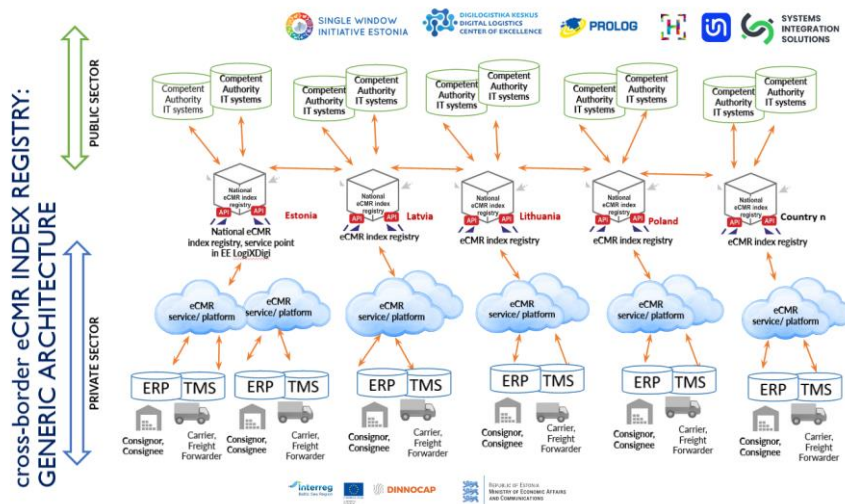 SINGLE WINDOW
INITIATIVE ESTONIA
DIGILOGISTIKA KESKUS
DIGITAL LOGISTICS
CENTER OF EXCELLENCE
PROLOG
H
SYSTEMS
INTEGRATION
SOLUTIONS
cross-border eCMR INDEX REGISTRY:
GENERIC ARCHITECTURE
PUBLIC SECTOR
PRIVATE SECTOR
Competent
Authority
IT systems
Competent
Authority
IT systems
Competent
Authority
IT systems
Competent
Authority
IT systems
Competent
Authority
IT systems
Competent
Authority
IT systems
Competent
Authority
IT systems
Competent
Authority
IT systems
Competent
Authority
IT systems
Competent
Authority
IT systems
National
eCMR index
registry
API API
Estonia
National eCMR
index registry, service point
in EE LogiXDigi
National
eCMR index
registry
API API
Latvia
eCMR index registry
National
eCMR index
registry
API API
Lithuania
eCMR index registry
National
eCMR index
registry
API API
Poland
eCMR index registry
National
eCMR index
registry
API API
Country n
eCMR index registry
eCMR
service/ platform
eCMR
service/ platform
eCMR
service/ platform
eCMR
service/ platform
eCMR
service/ platform
eCMR
service/ platform
ERP TMS
ERP TMS
ERP TMS
ERP TMS
ERP TMS
ERP TMS
Consignor,
Consignee
Carrier,
Freight
Forwarder
Consignor,
Consignee
Carrier,
Freight
Forwarder
Consignor,
Consignee
Carrier,
Freight
Forwarder
Consignor,
Consignee
Carrier,
Freight
Forwarder
Consignor,
Consignee
Carrier,
Freight
Forwarder
Consignor,
Consignee
Carrier,
Freight
Forwarder
interreg
Baltic Sea Region
DINNOCAP
REPUBLIC OF ESTONIA
MINISTRY OF ECONOMIC AFFAIRS
AND COMMUNICATIONS